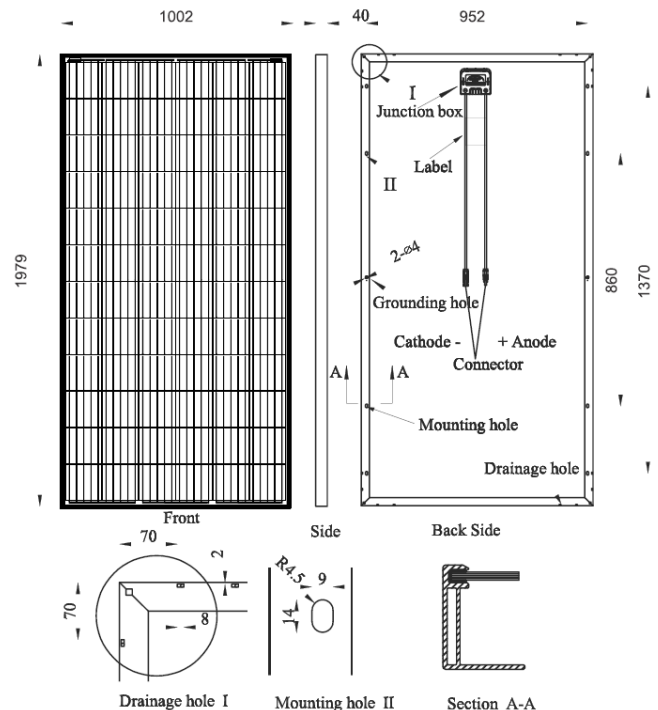 1002
40
952
1979
I
Junction box
Label
II
2-ø4
Grounding hole
Cathode -
+ Anode
Connector
A
A
Mounting hole
Drainage hole
860
1370
Front
Side
Back Side
70
2
70
8
R4.5
9
14
Drainage hole I
Mounting hole II
Section A-A